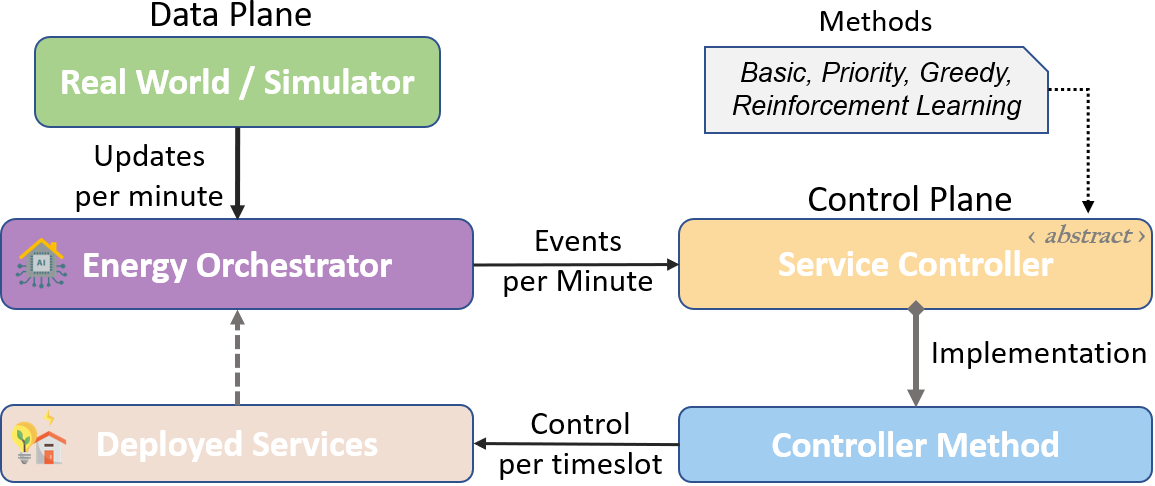 Data Plane
Real World / Simulator
Updates
per minute
Methods
Basic, Priority, Greedy,
Reinforcement Learning
Control Plane
AI
Energy Orchestrator
Events
per Minute
‹ abstract ›
Service Controller
Implementation
Deployed Services
Control
per timeslot
Controller Method